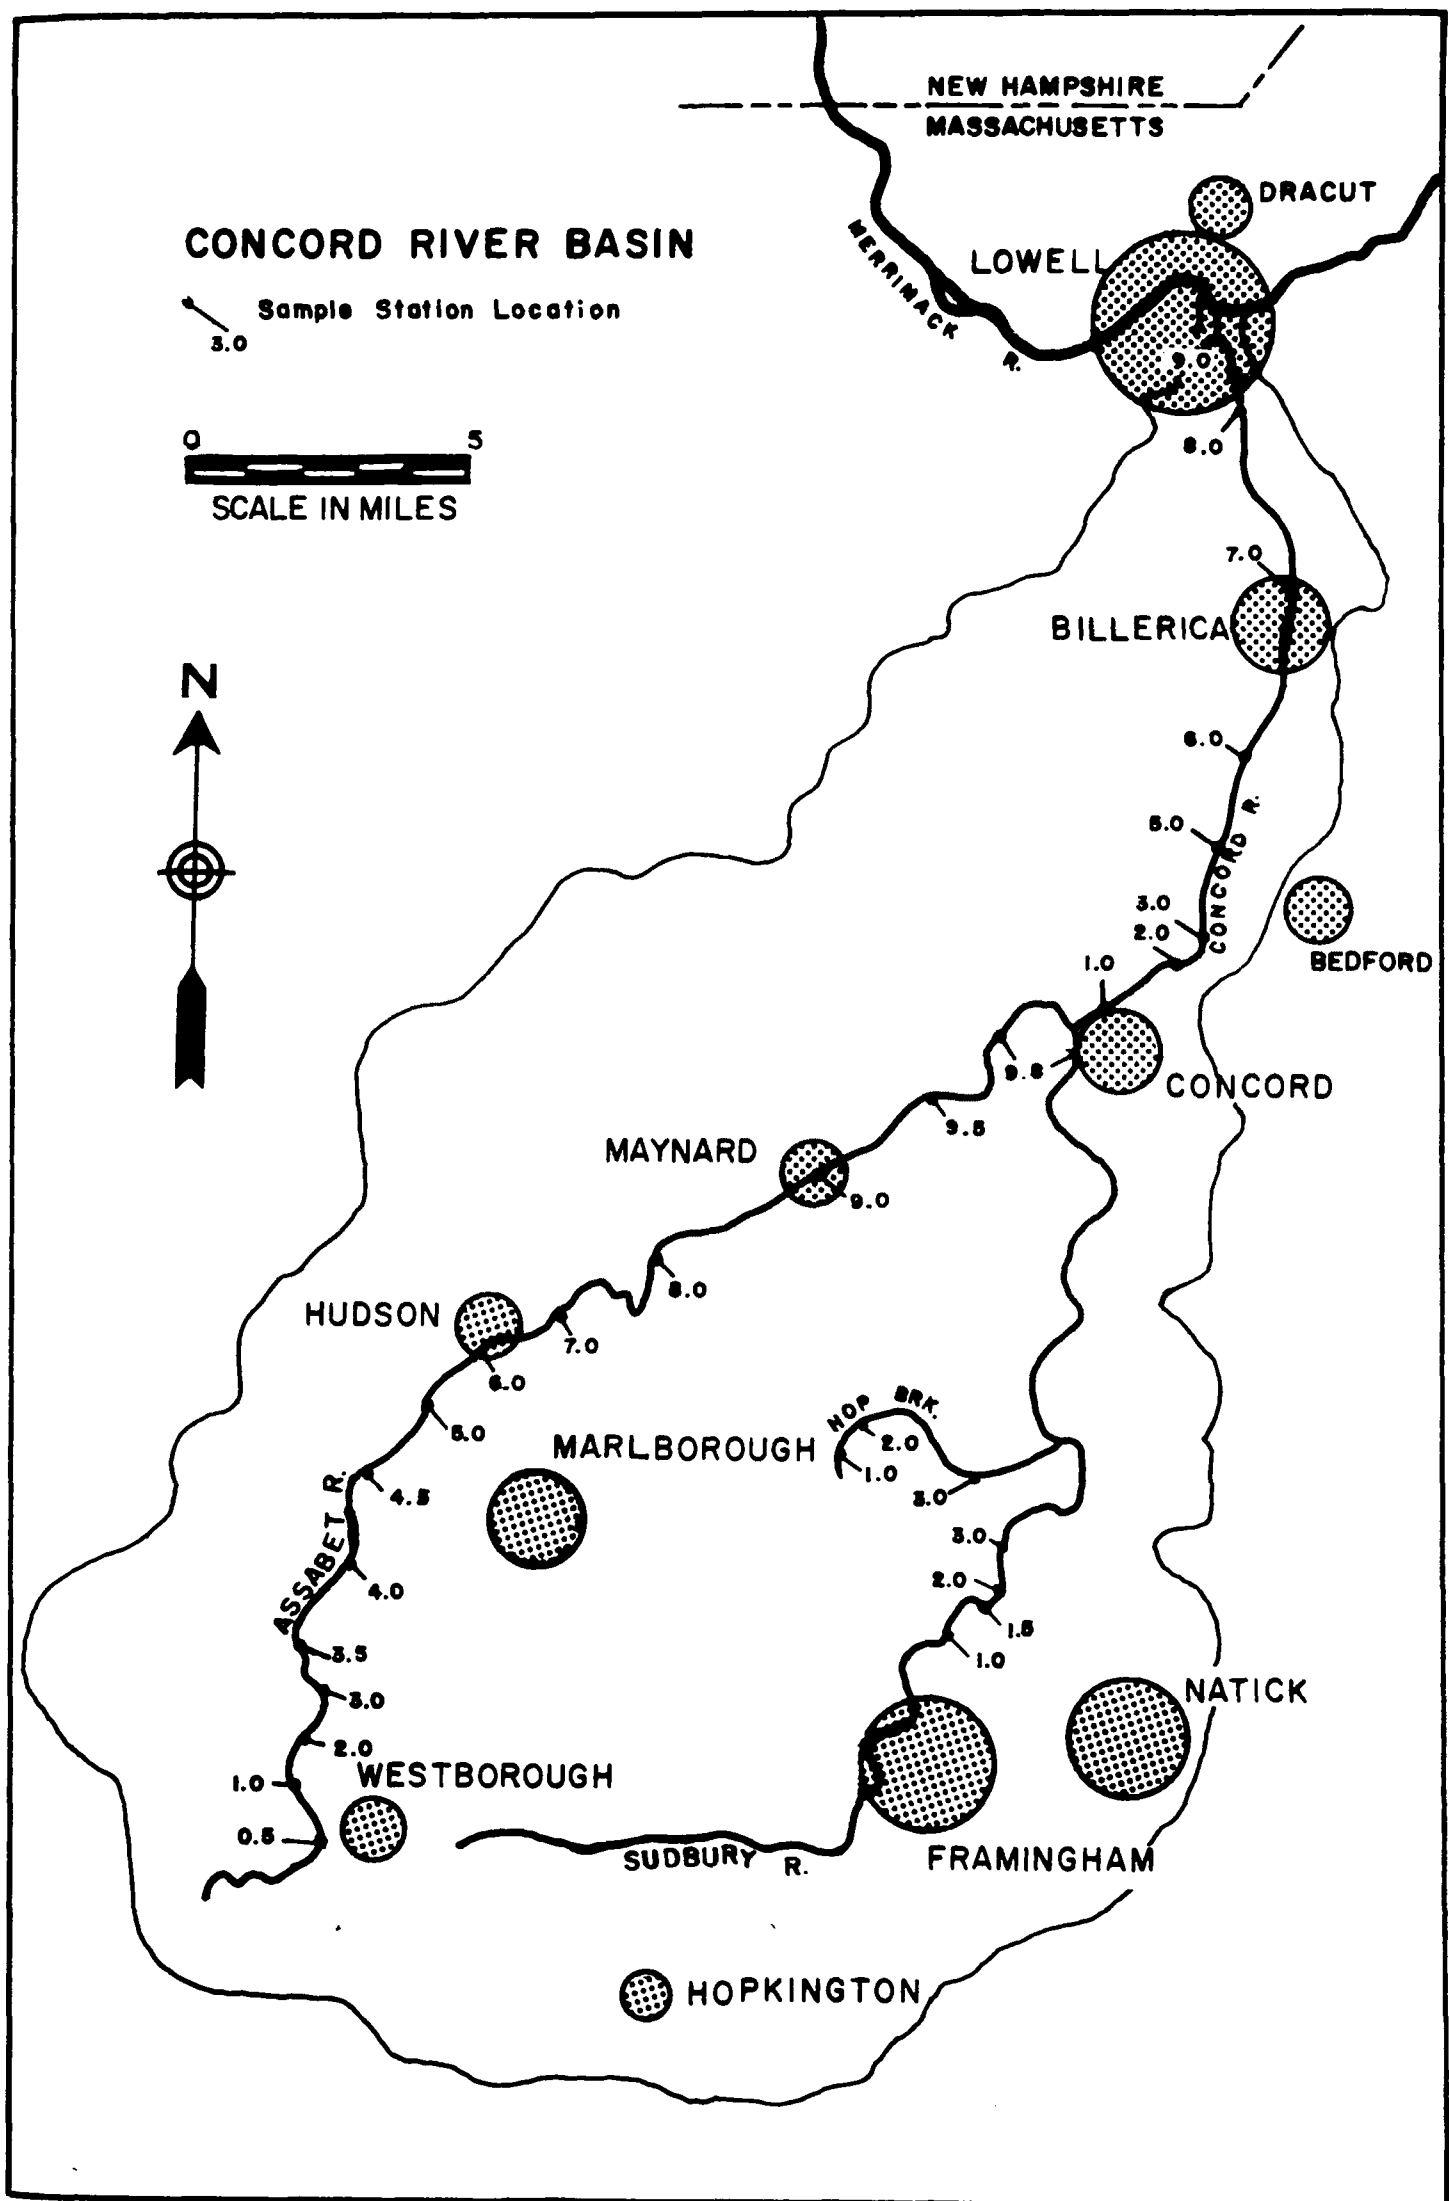 NEW HAMPSHIRE
MASSACHUSETTS
DRACUT
CONCORD RIVER BASIN
LOWELL
MERRIMACK R.
Sample Station Location
3.0
9.0
0 5
SCALE IN MILES
8.0
7.0
BILLERICA
N
6.0
5.0
CONCORD R.
3.0
2.0
BEDFORD
1.0
9.8
CONCORD
9.5
MAYNARD
9.0
8.0
HUDSON
7.0
6.0
HOP BRK.
5.0
MARLBOROUGH
2.0
1.0
4.5
3.0
ASSABET R.
3.0
4.0
2.0
1.5
3.5
1.0
3.0
NATICK
2.0
1.0
WESTBOROUGH
0.5
SUDBURY R.
FRAMINGHAM
HOPKINGTON